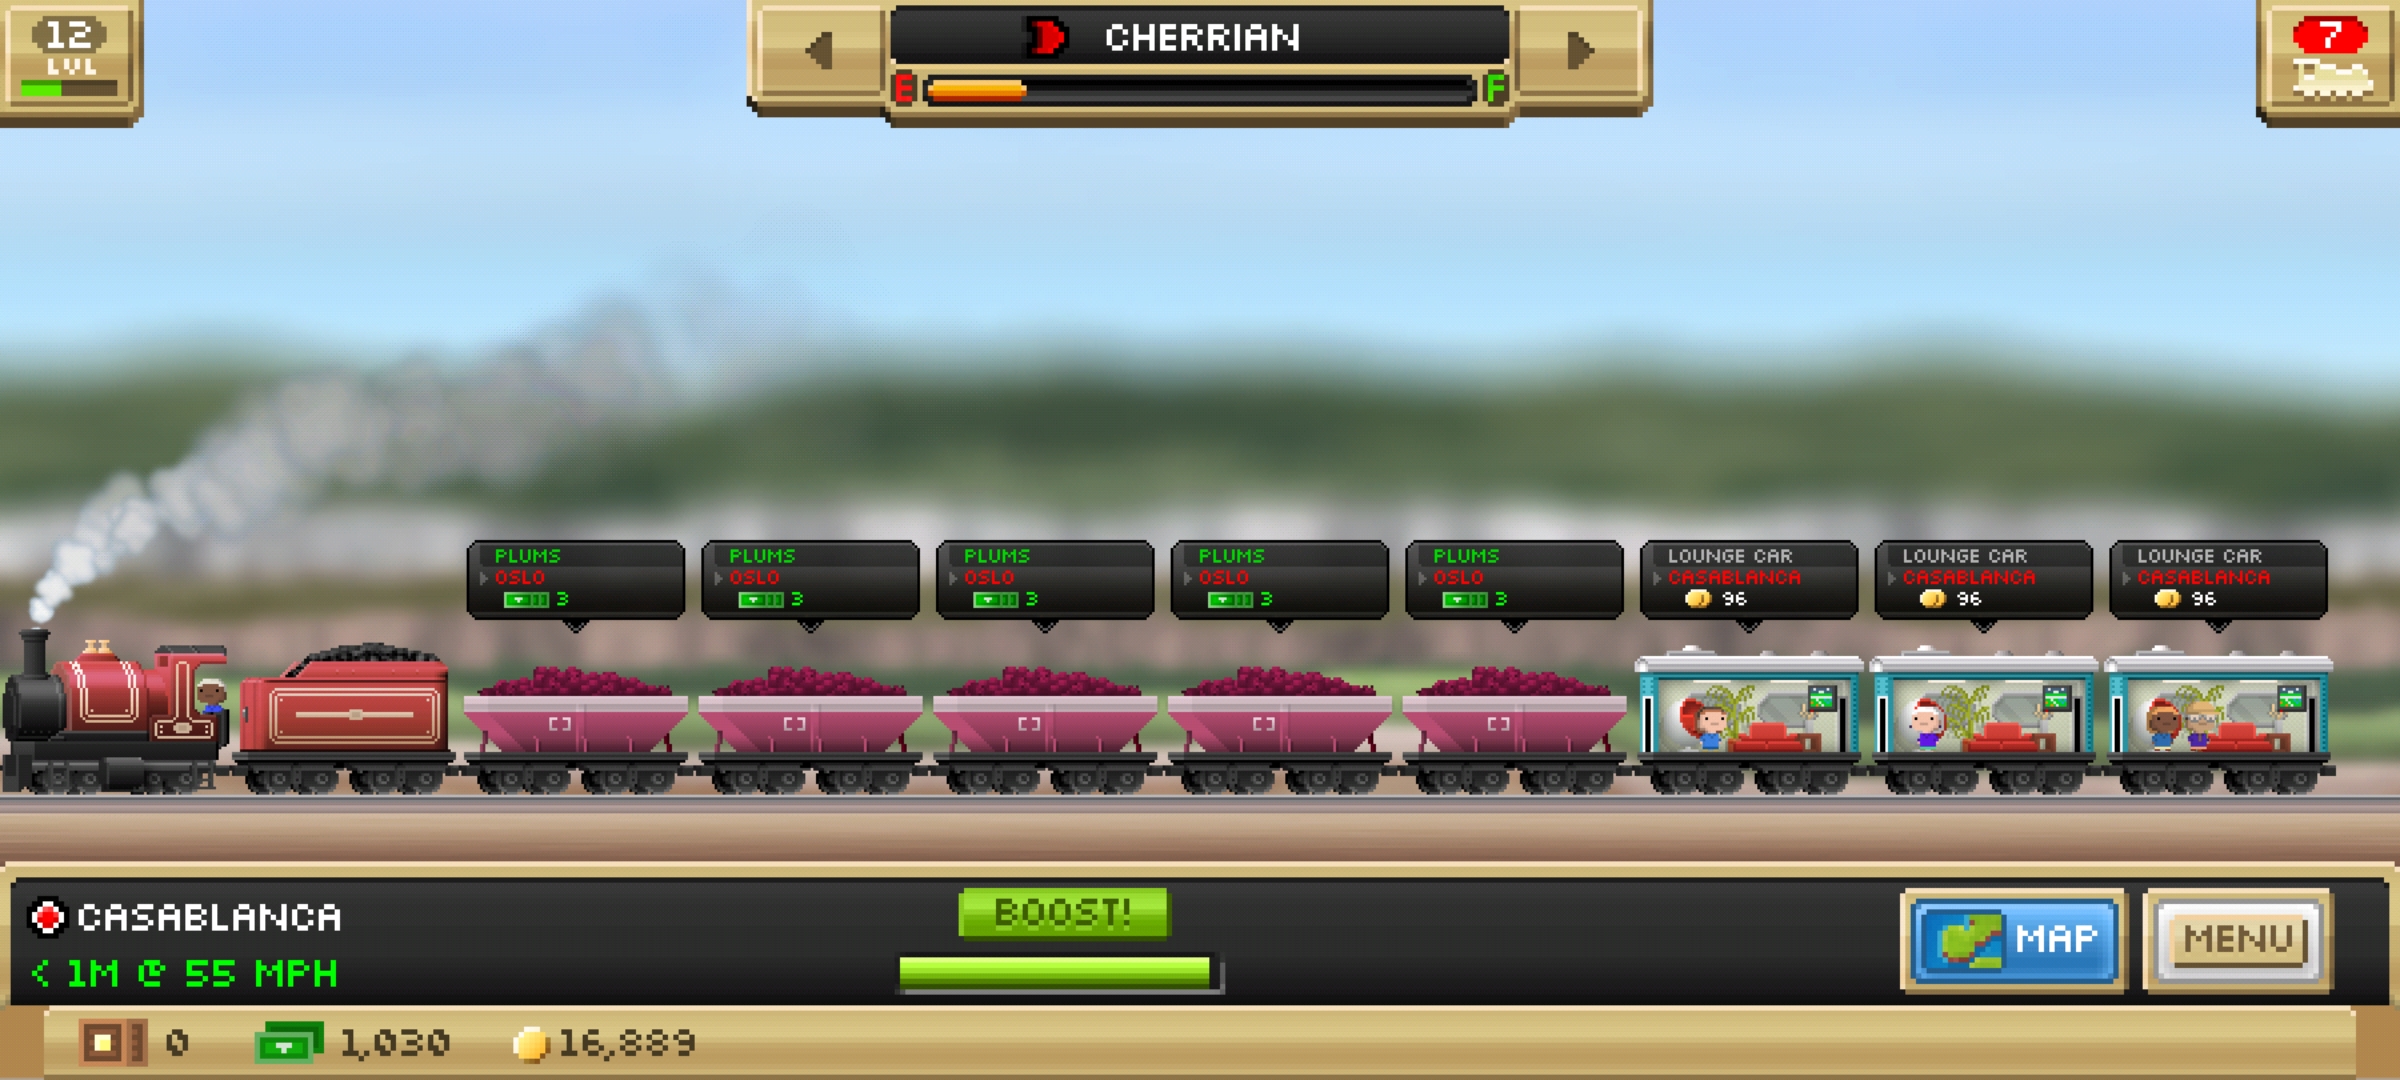 12
LVL
CHERRIAN
E F
7
PLUMS
OSLO
3
PLUMS
OSLO
3
PLUMS
OSLO
3
PLUMS
OSLO
3
PLUMS
OSLO
3
LOUNGE CAR
CASABLANCA
96
LOUNGE CAR
CASABLANCA
96
LOUNGE CAR
CASABLANCA
96
CASABLANCA
< 1M @ 55 MPH
BOOST!
MAP
MENU
0 1,030 16,889